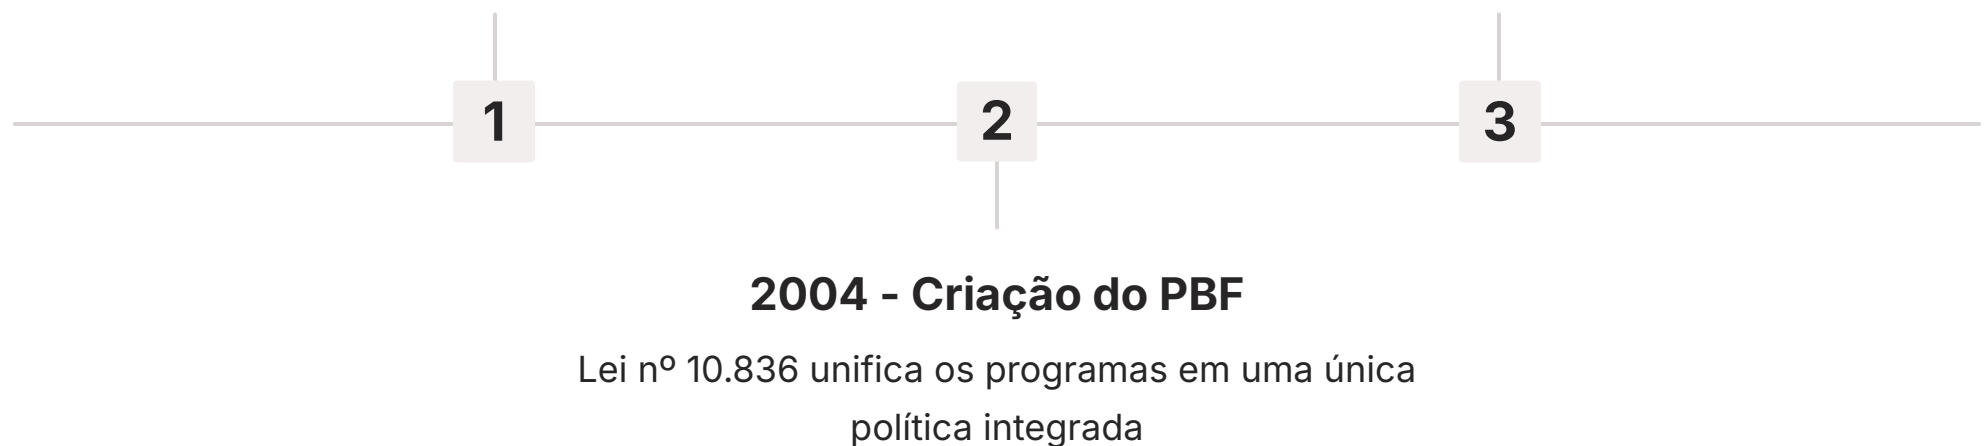 1
2
3
2004 - Criação do PBF
Lei nº 10.836 unifica os programas em uma única
política integrada